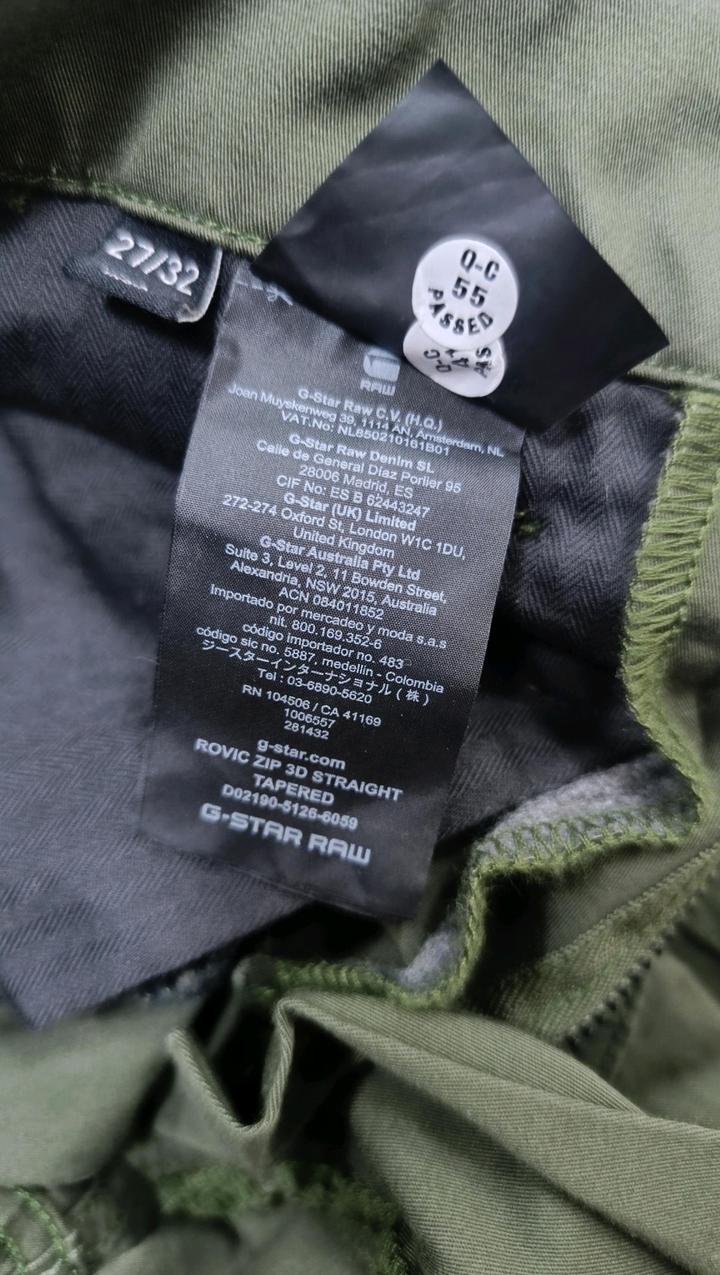 27/32
Q-C
55
PASSED
Q-C
RAW
G-Star Raw C.V. (H.Q.)
Joan Muyskenweg 39, 1114 AN, Amsterdam, NL
VAT.No: NL850210161B01
G-Star Raw Denim SL
Calle de General Díaz Porlier 95
28006 Madrid, ES
CIF No: ES B 62443247
G-Star (UK) Limited
272-274 Oxford St, London W1C 1DU,
United Kingdom
G-Star Australia Pty Ltd
Suite 3, Level 2, 11 Bowden Street,
Alexandria, NSW 2015, Australia
ACN 084011852
Importado por mercadeo y moda s.a.s
nit. 800.169.352-6
código importador no. 483
código sic no. 5887, medellin - Colombia
ジースターインターナショナル ( 株 )
Tel : 03-6890-5620
RN 104506 / CA 41169
1006557
281432
g-star.com
ROVIC ZIP 3D STRAIGHT
TAPERED
D02190-5126-6059
G-STAR RAW